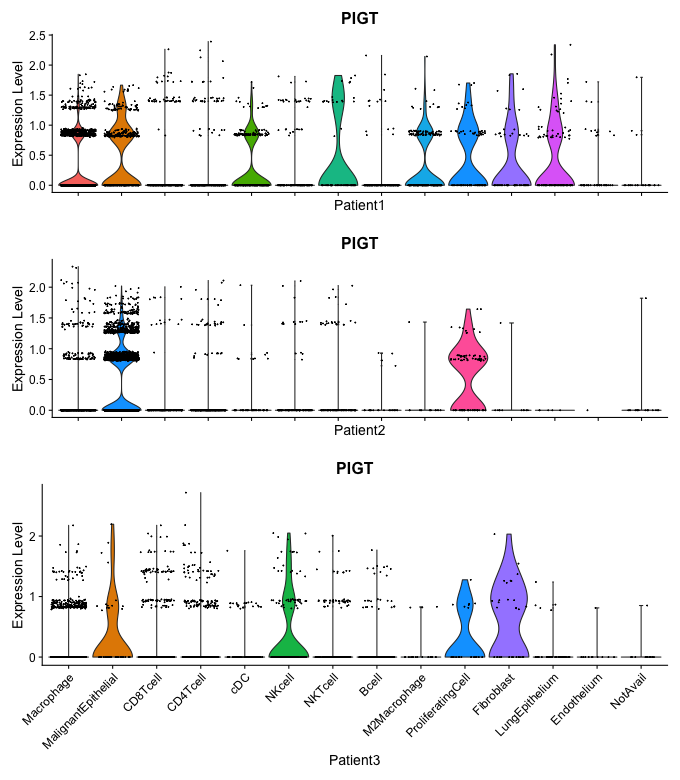 PIGT
Expression Level
2.5
2.0
1.5
1.0
0.5
0.0
Patient1
PIGT
Expression Level
2.0
1.5
1.0
0.5
0.0
Patient2
PIGT
Expression Level
2
1
0
Macrophage
MalignantEpithelial
CD8Tcell
CD4Tcell
cDC
NKcell
NKTcell
Bcell
M2Macrophage
ProliferatingCell
Fibroblast
LungEpithelium
Endothelium
NotAvail
Patient3